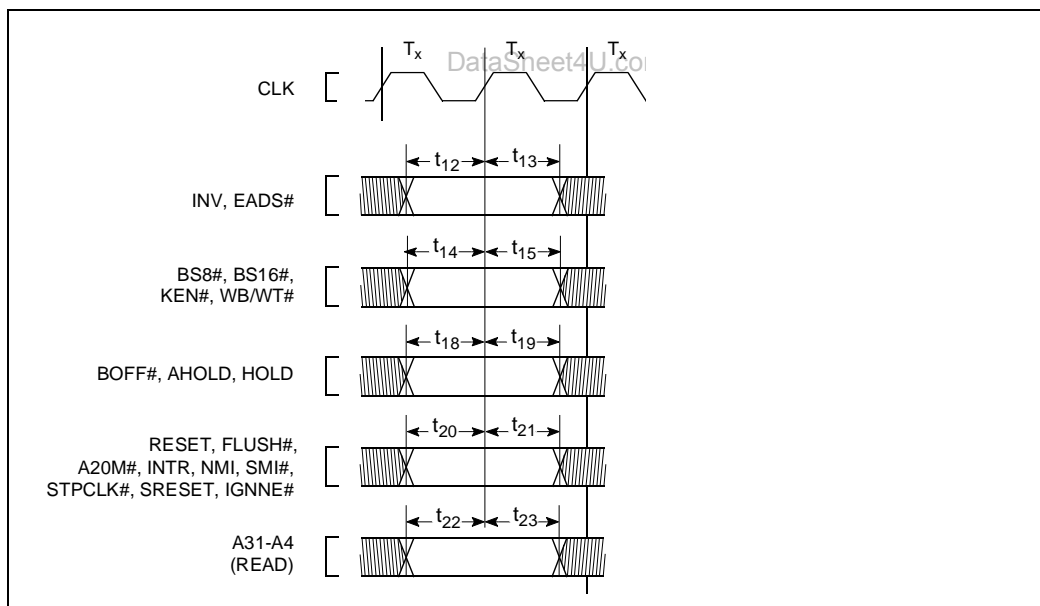 Tx Tx Tx
DataSheet4U.co
CLK
t12 t13
INV, EADS#
t14 t15
BS8#, BS16#,
KEN#, WB/WT#
t18 t19
BOFF#, AHOLD, HOLD
t20 t21
RESET, FLUSH#,
A20M#, INTR, NMI, SMI#,
STPCLK#, SRESET, IGNNE#
t22 t23
A31-A4
(READ)